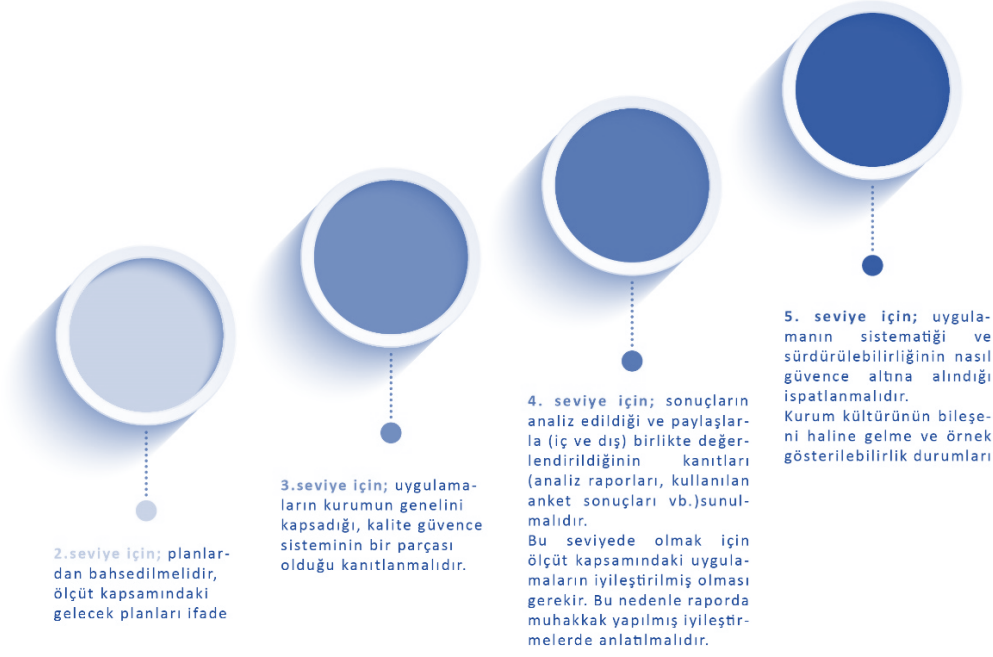 2.seviye için; planlar-
dan bahsedilmelidir,
ölçüt kapsamındaki
gelecek planları ifade
3.seviye için; uygulama-
ların kurumun genelini
kapsadığı, kalite güvence
sisteminin bir parçası
olduğu kanıtlanmalıdır.
4. seviye için; sonuçların
analiz edildiği ve paylaşlar-
la (iç ve dış) birlikte değer-
lendirildiğinin kanıtları
(analiz raporları, kullanılan
anket sonuçları vb.)sunul-
malıdır.
Bu seviyede olmak için
ölçüt kapsamındaki uygula-
maların iyileştirilmiş olması
gerekir. Bu nedenle raporda
muhakkak yapılmış iyileştir-
melerde anlatılmalıdır.
5. seviye için; uygula-
manın sistematiği ve
sürdürülebilirliğinin nasıl
güvence altına alındığı
ispatlanmalıdır.
Kurum kültürünün bileşe-
ni haline gelme ve örnek
gösterilebilirlik durumları